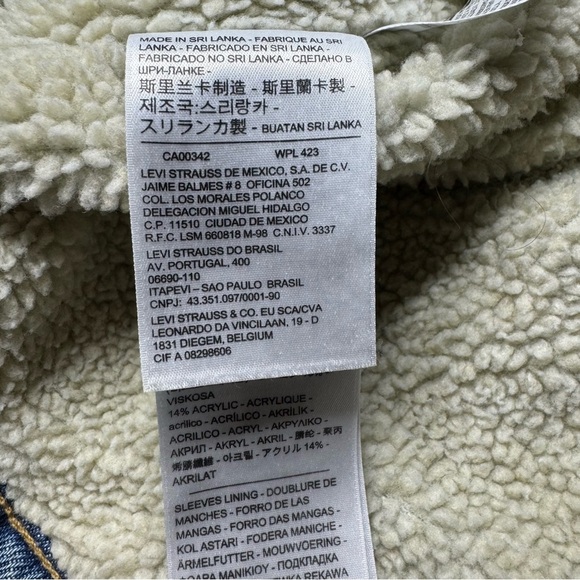 MADE IN SRI LANKA - FABRIQUE AU SRI
LANKA - FABRICADO EN SRI LANKA -
FABRICADO NO SRI LANKA - СДЕЛАНО В
ШРИ-ЛАНКЕ -
斯里兰卡制造 - 斯里蘭卡製 -
제조국:스리랑카 -
スリランカ製 - BUATAN SRI LANKA
CA00342 WPL 423
LEVI STRAUSS DE MEXICO, S.A. DE C.V.
JAIME BALMES # 8 OFICINA 502
COL. LOS MORALES POLANCO
DELEGACION MIGUEL HIDALGO
C.P. 11510 CIUDAD DE MEXICO
R.F.C. LSM 660818 M-98 C.N.I.V. 3337
LEVI STRAUSS DO BRASIL
AV. PORTUGAL, 400
06690-110
ITAPEVI – SAO PAULO BRASIL
CNPJ: 43.351.097/0001-90
LEVI STRAUSS & CO. EU SCA/CVA
LEONARDO DA VINCILAAN, 19 - D
1831 DIEGEM, BELGIUM
CIF A 08298606
VISKOSA
14% ACRYLIC - ACRYLIQUE -
ACRILICO - ACRÍLICO - AKRİLİK -
ACRILICO - ACRYL - ΑΚΡΥΛΙΚΟ -
АКРИЛ - AKRYL - AKRIL - 腈纶 - 聚丙
烯腈纖維 - 아크릴 - アクリル 14% -
AKRILAT
SLEEVES LINING - DOUBLURE DE
MANCHES - FORRO DE LAS
MANGAS - FORRO DAS MANGAS -
KOL ASTARI - FODERA MANICHE -
ÄRMELFUTTER - MOUWVOERING -
REKAWA